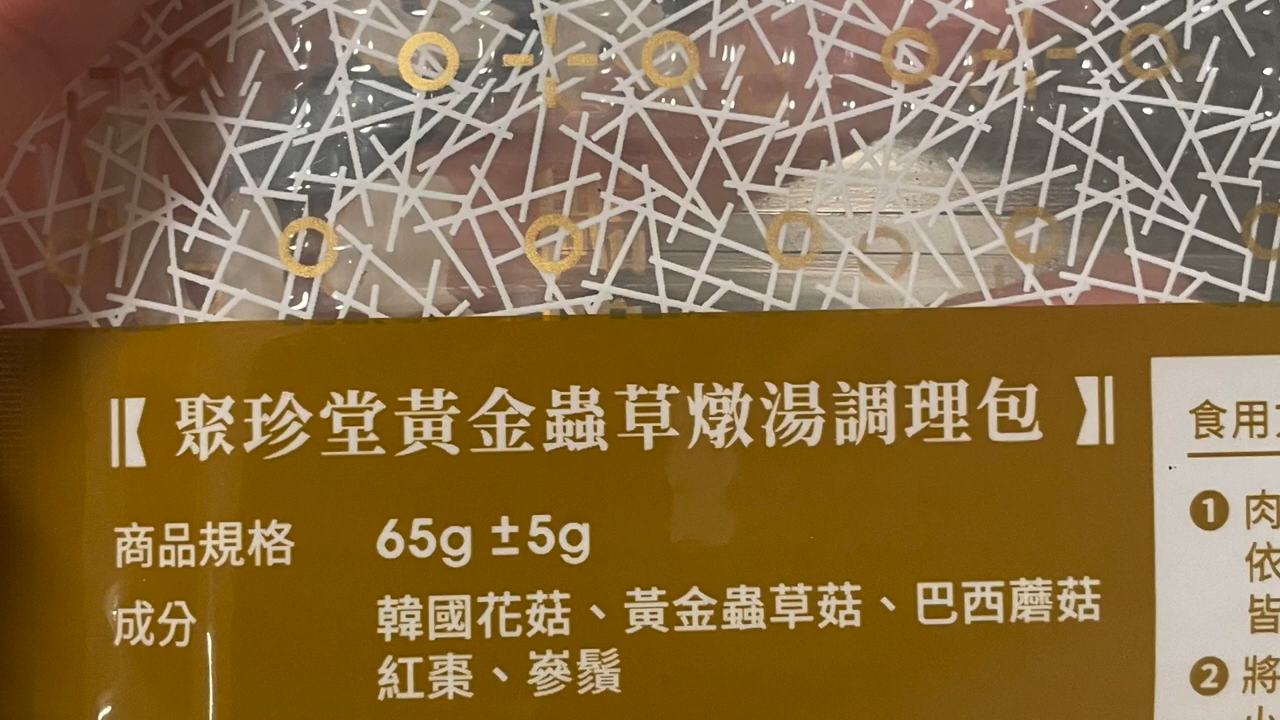 【聚珍堂黃金蟲草燉湯調理包】
商品規格 65g ±5g
成分 韓國花菇、黃金蟲草菇、巴西蘑菇
紅棗、蔘鬚
食用
❶ 肉
依
皆
❷ 將